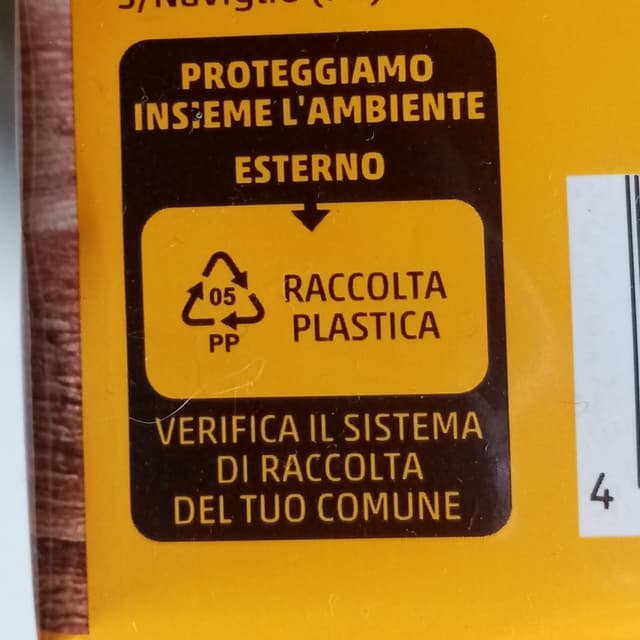 PROTEGGIAMO
INSIEME L'AMBIENTE
ESTERNO
05
PP
RACCOLTA
PLASTICA
VERIFICA IL SISTEMA
DI RACCOLTA
DEL TUO COMUNE
4